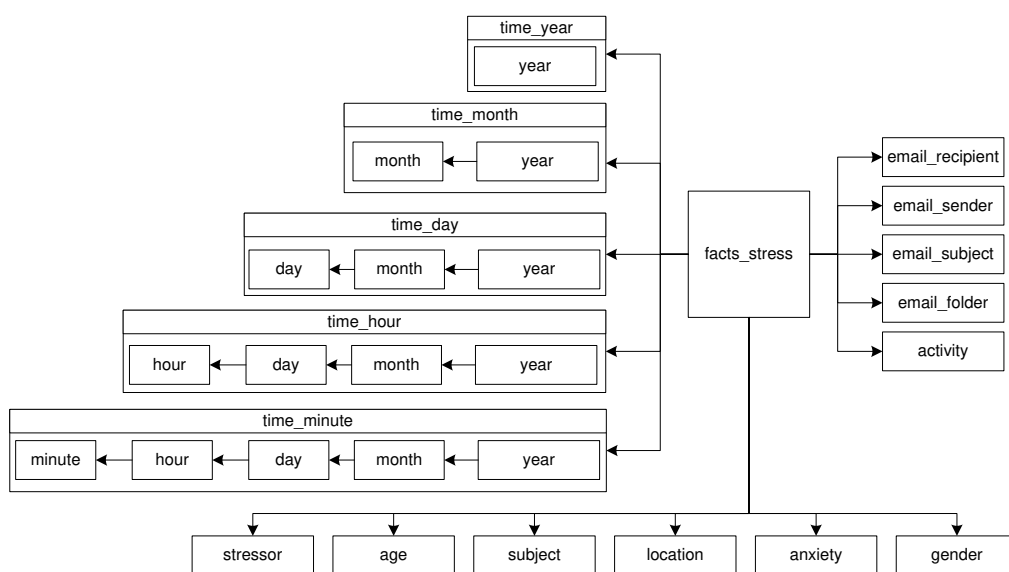 time_year
year
time_month
month year
time_day
day month year
time_hour
hour day month year
time_minute
minute hour day month year
facts_stress
email_recipient
email_sender
email_subject
email_folder
activity
stressor age subject location anxiety gender